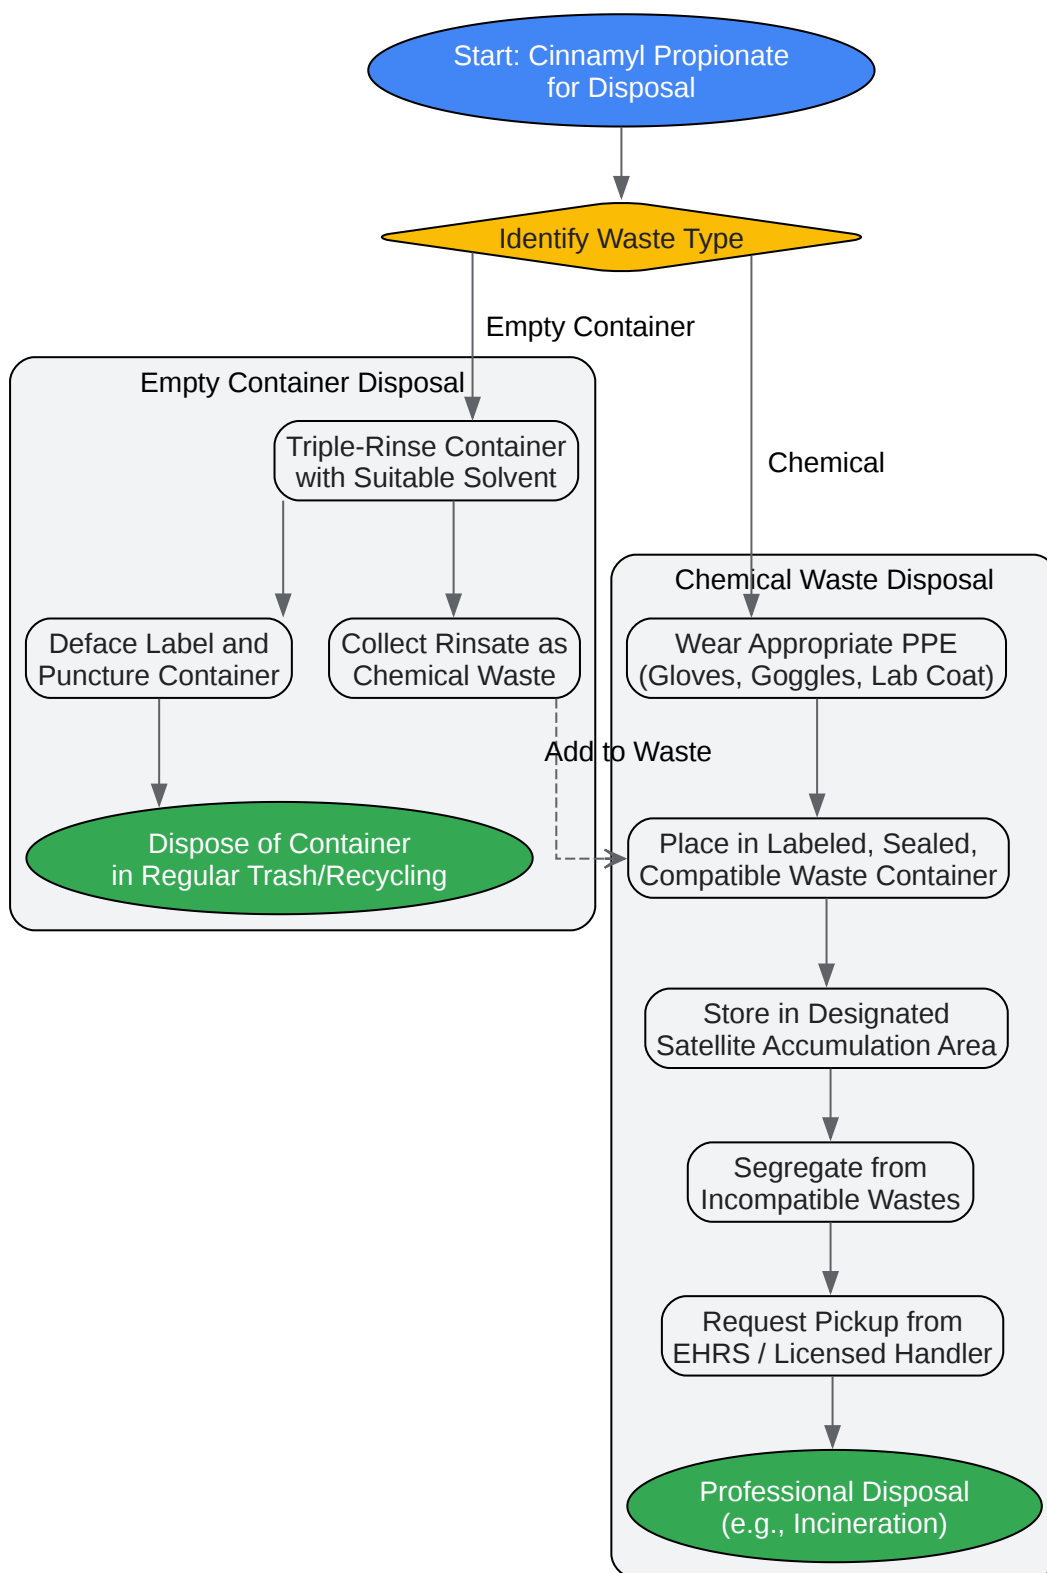 Start: Cinnamyl Propionate
for Disposal
Identify Waste Type
Empty Container
Chemical
Empty Container Disposal
Triple-Rinse Container
with Suitable Solvent
Deface Label and
Puncture Container
Collect Rinsate as
Chemical Waste
Add to Waste
Dispose of Container
in Regular Trash/Recycling
Chemical Waste Disposal
Wear Appropriate PPE
(Gloves, Goggles, Lab Coat)
Place in Labeled, Sealed,
Compatible Waste Container
Store in Designated
Satellite Accumulation Area
Segregate from
Incompatible Wastes
Request Pickup from
EHRS / Licensed Handler
Professional Disposal
(e.g., Incineration)